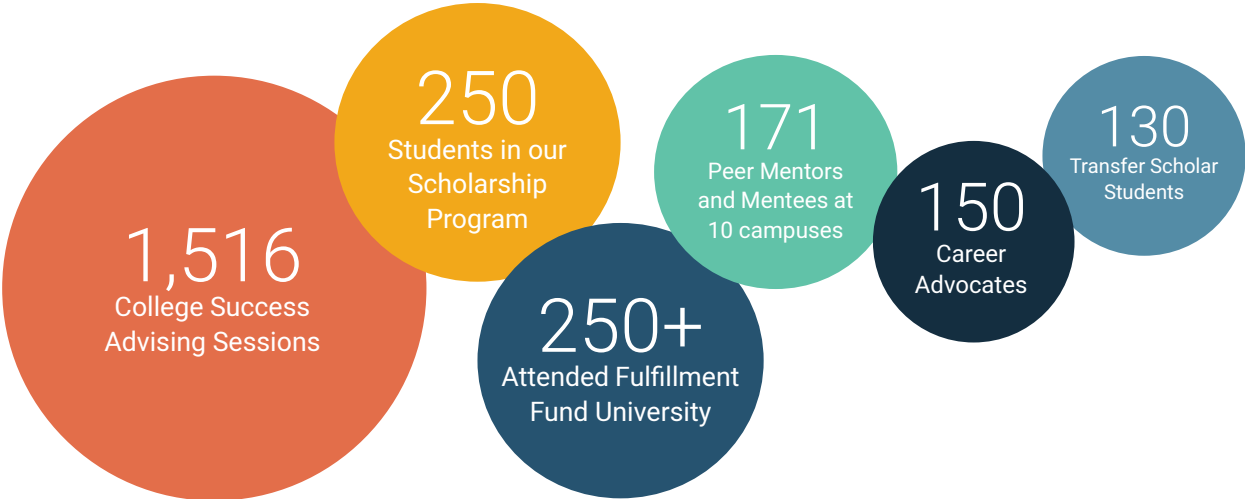 1,516
College Success
Advising Sessions
250
Students in our
Scholarship
Program
250+
Attended Fulfillment
Fund University
171
Peer Mentors
and Mentees at
10 campuses
150
Career
Advocates
130
Transfer Scholar
Students